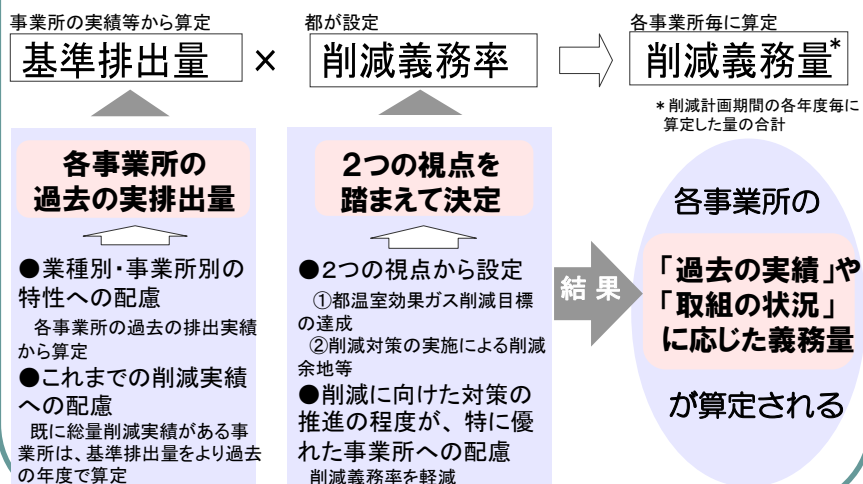 事業所の実績等から算定
基準排出量
×
都が設定
削減義務率
各事業所毎に算定
削減義務量*
*削減計画期間の各年度毎に
算定した量の合計
各事業所の
過去の実排出量
●業種別・事業所別の
特性への配慮
各事業所の過去の排出実績
から算定
●これまでの削減実績
への配慮
既に総量削減実績がある事
業所は、基準排出量をより過去
の年度で算定
2つの視点を
踏まえて決定
●2つの視点から設定
①都温室効果ガス削減目標
の達成
②削減対策の実施による削減
余地等
●削減に向けた対策の
推進の程度が、特に優
れた事業所への配慮
削減義務率を軽減
結果
各事業所の
「過去の実績」や
「取組の状況」
に応じた義務量
が算定される